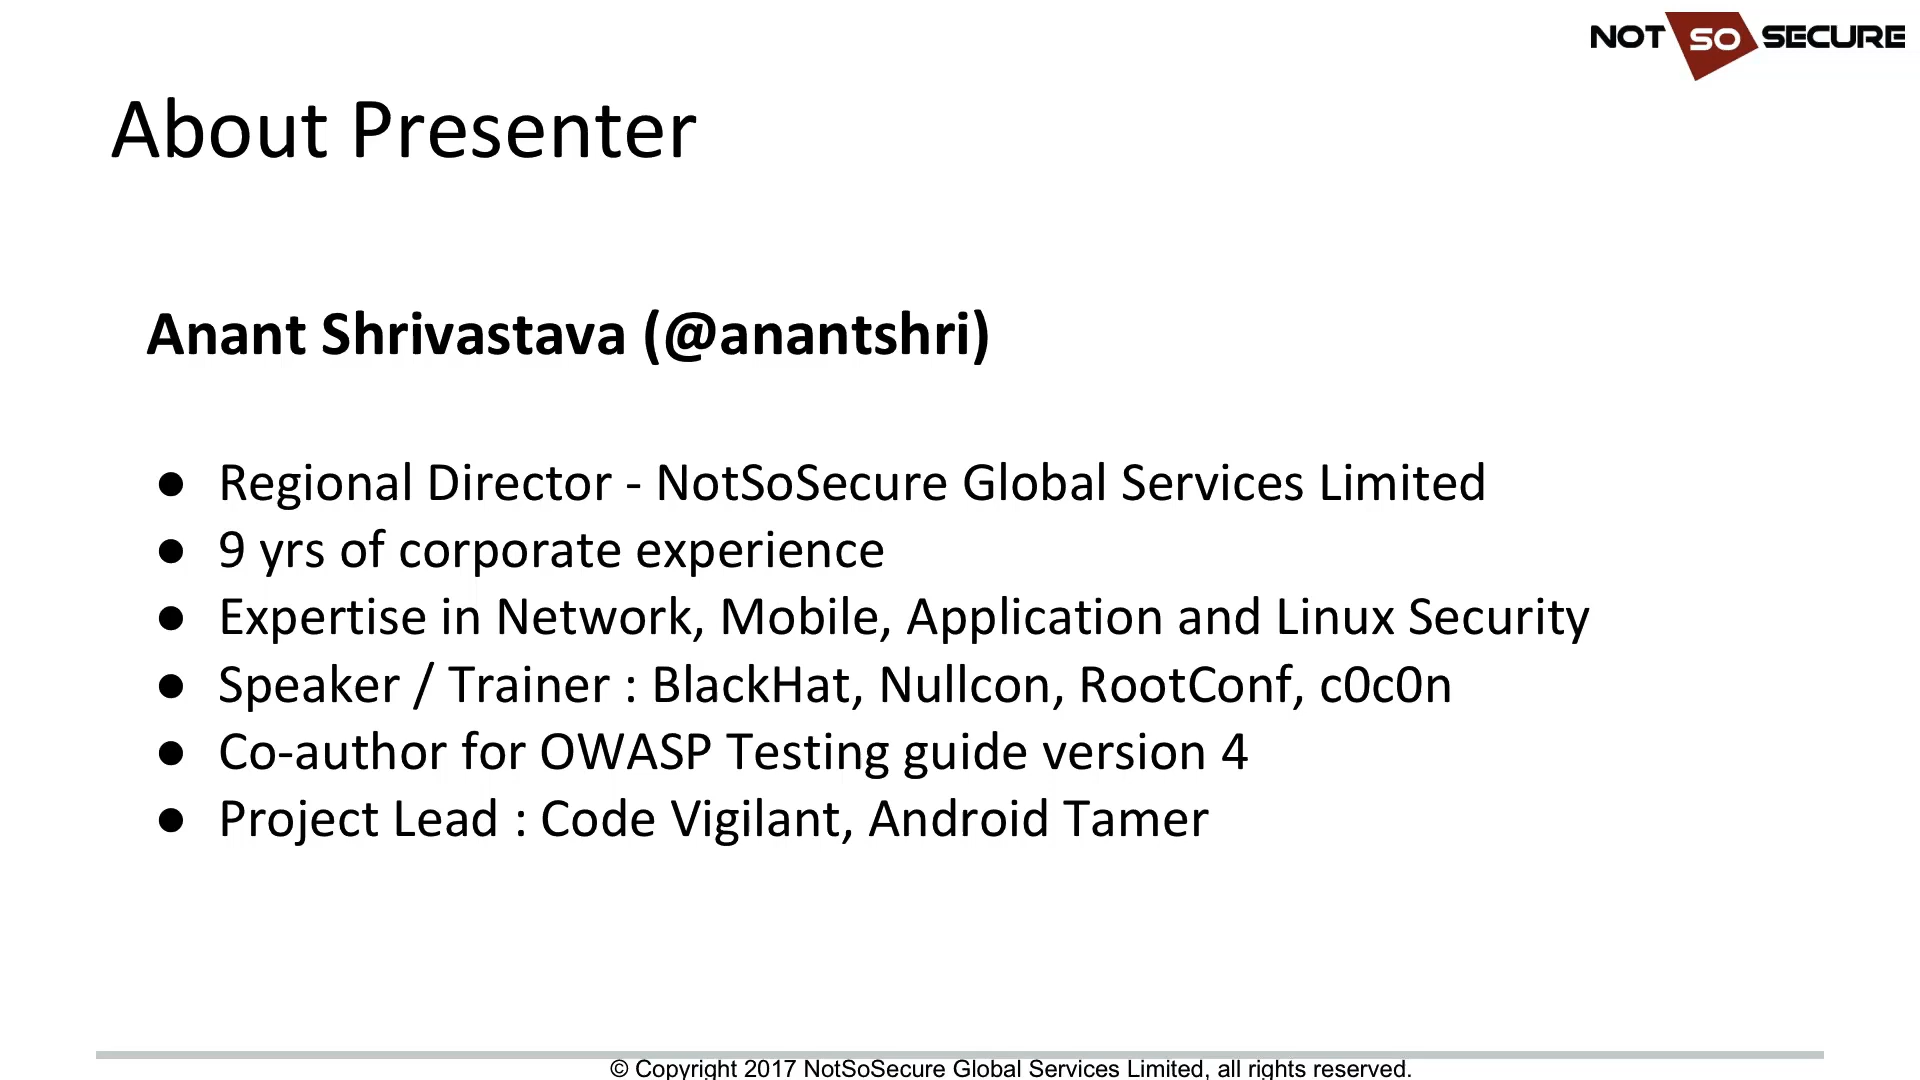 NOT SO SECURE
About Presenter
Anant Shrivastava (@anantshri)
● Regional Director - NotSoSecure Global Services Limited
● 9 yrs of corporate experience
● Expertise in Network, Mobile, Application and Linux Security
● Speaker / Trainer : BlackHat, Nullcon, RootConf, c0c0n
● Co-author for OWASP Testing guide version 4
● Project Lead : Code Vigilant, Android Tamer
© Copyright 2017 NotSoSecure Global Services Limited, all rights reserved.